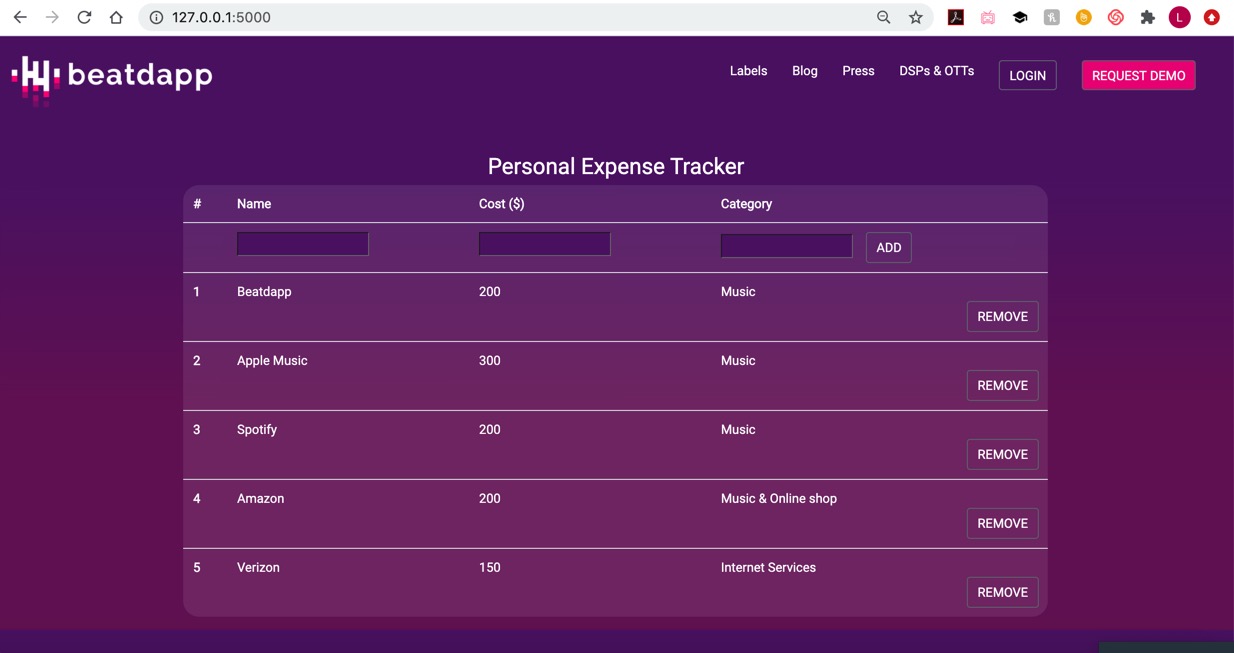 127.0.0.1:5000
L
beatdapp
Labels Blog Press DSPs & OTTs LOGIN REQUEST DEMO
Personal Expense Tracker
# Name Cost ($) Category
ADD
1 Beatdapp 200 Music
REMOVE
2 Apple Music 300 Music
REMOVE
3 Spotify 200 Music
REMOVE
4 Amazon 200 Music & Online shop
REMOVE
5 Verizon 150 Internet Services
REMOVE